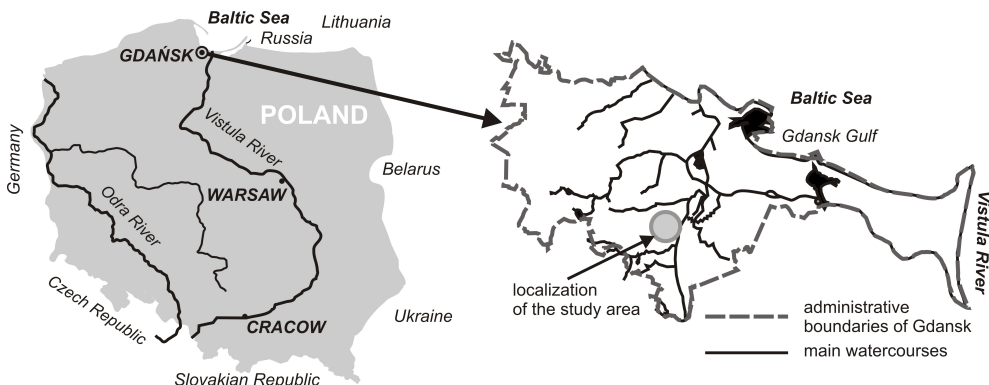 Baltic Sea
Lithuania
Russia
GDAŃSK
POLAND
Vistula River
Germany
Belarus
WARSAW
Odra River
Czech Republic
Ukraine
CRACOW
Slovakian Republic
Baltic Sea
Gdansk Gulf
Vistula River
localization
of the study area
administrative
boundaries of Gdansk
main watercourses